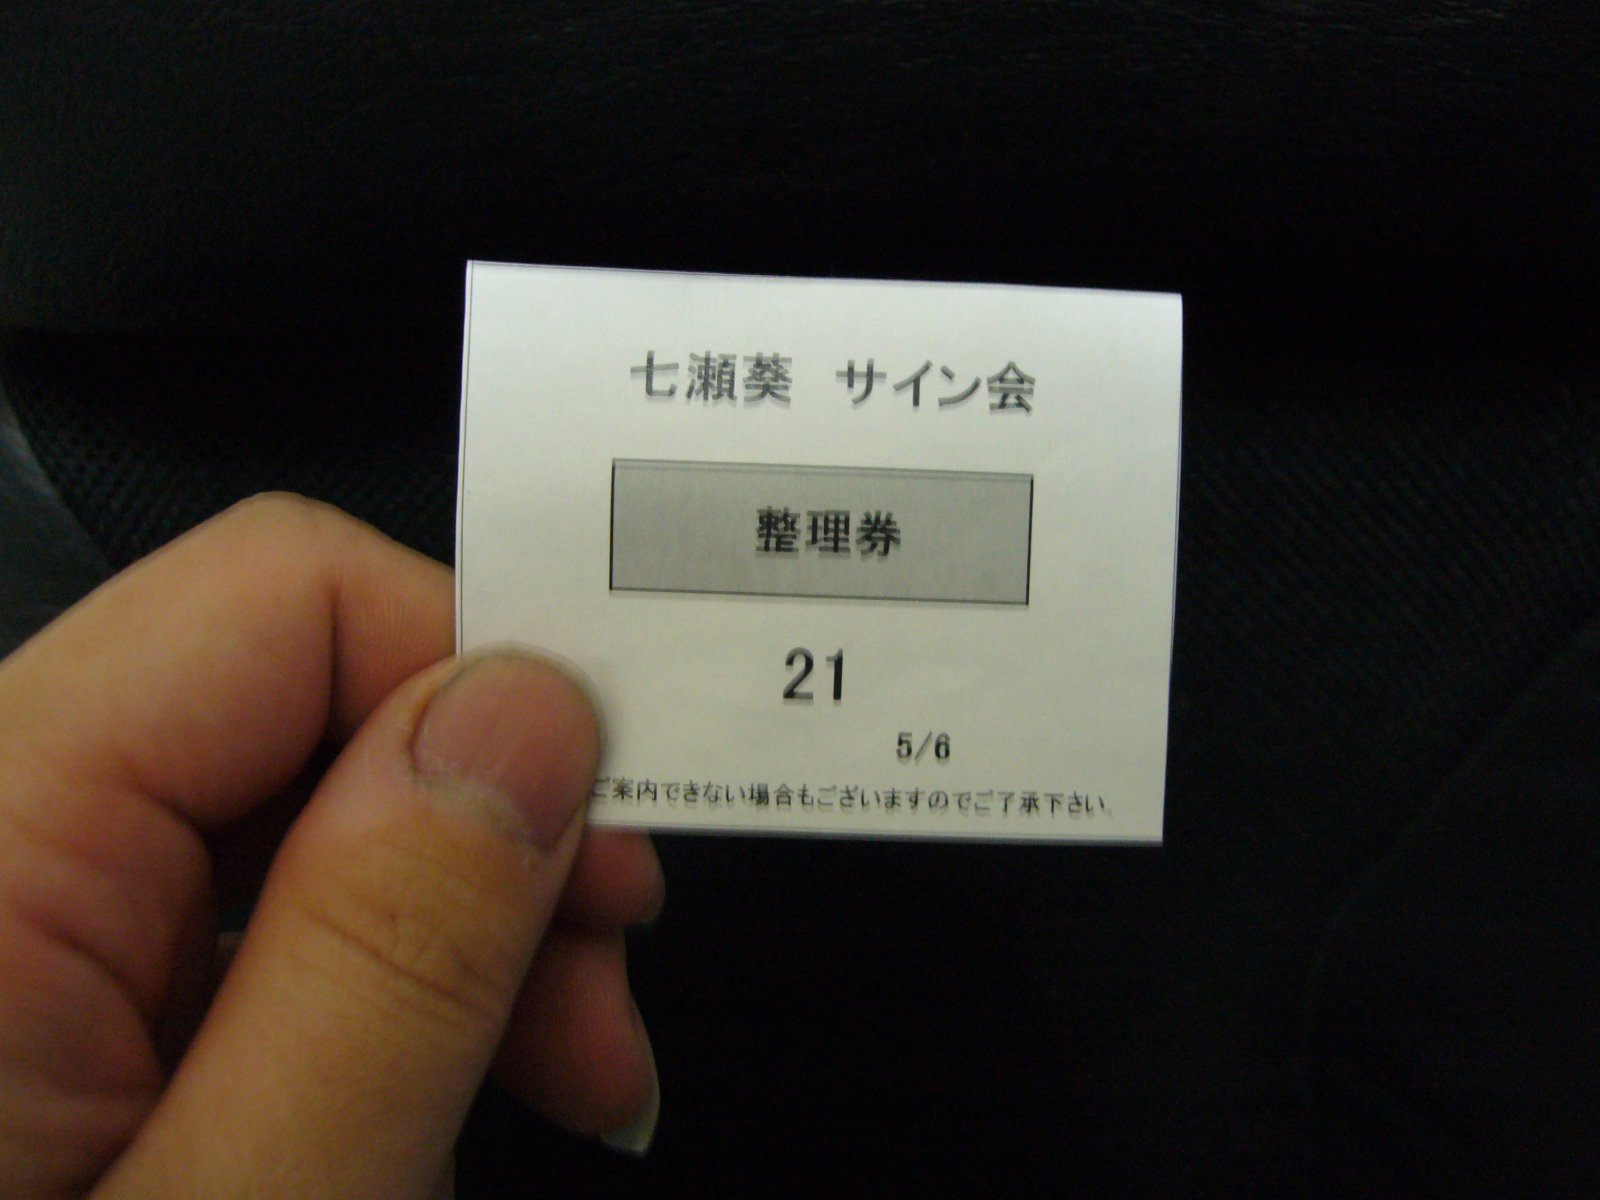 七瀬葵　サイン会
整理券
21
5/6
ご案内できない場合もございますのでご了承下さい。